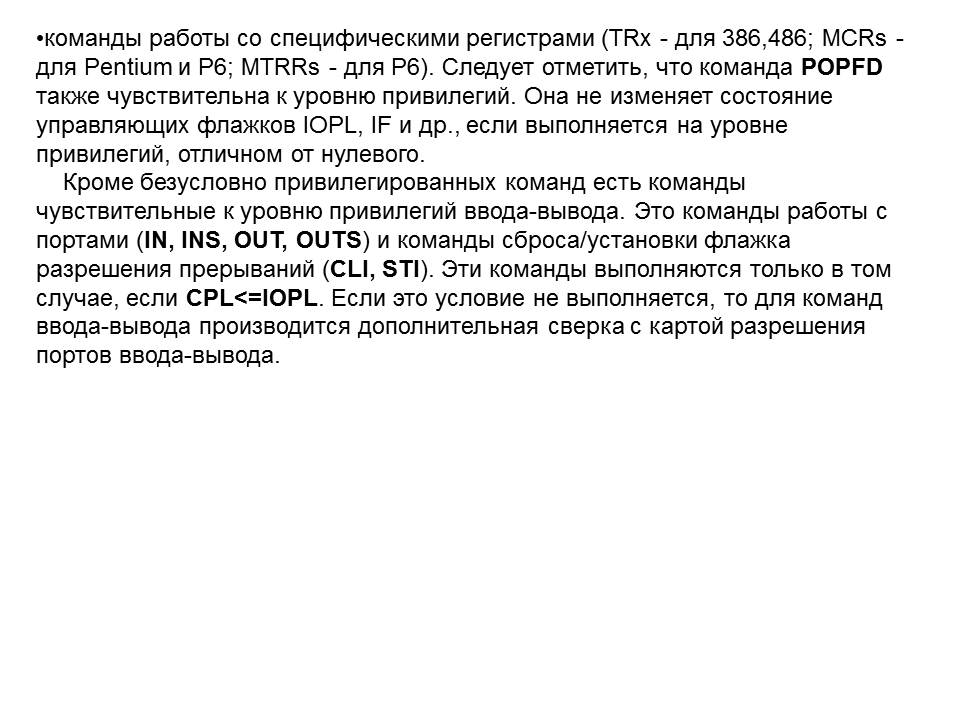 •команды работы со специфическими регистрами (TRx - для 386,486; MCRs -
для Pentium и P6; MTRRs - для P6). Следует отметить, что команда POPFD
также чувствительна к уровню привилегий. Она не изменяет состояние
управляющих флажков IOPL, IF и др., если выполняется на уровне
привилегий, отличном от нулевого.
Кроме безусловно привилегированных команд есть команды
чувствительные к уровню привилегий ввода-вывода. Это команды работы с
портами (IN, INS, OUT, OUTS) и команды сброса/установки флажка
разрешения прерываний (CLI, STI). Эти команды выполняются только в том
случае, если CPL<=IOPL. Если это условие не выполняется, то для команд
ввода-вывода производится дополнительная сверка с картой разрешения
портов ввода-вывода.